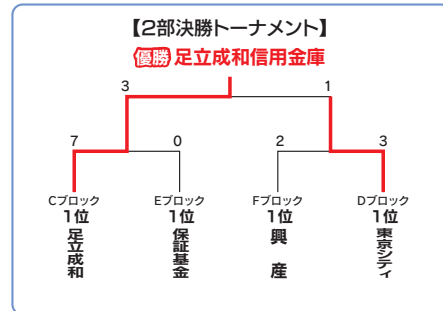 【2部決勝トーナメント】
優勝 足立成和信用金庫
3 1
7 0 2 3
Cブロック Eブロック Fブロック Dブロック
1位 1位 1位 1位
足立成和 保証基金 興産 東京シティ